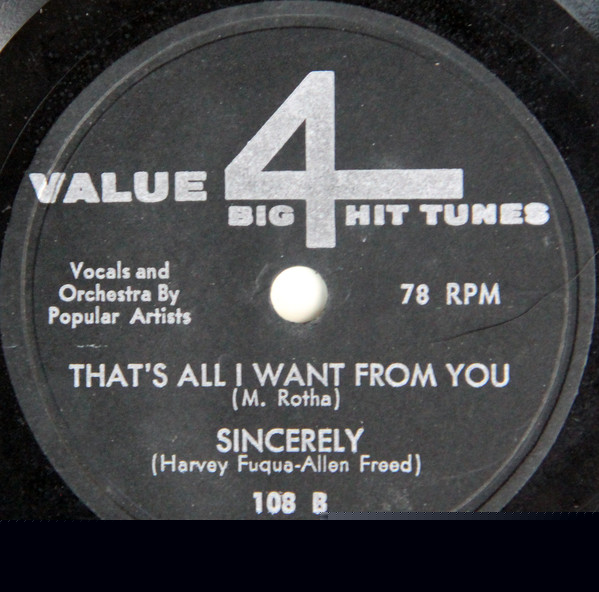 VALUE 4
BIG HIT TUNES
Vocals and
Orchestra By
Popular Artists
78 RPM
THAT'S ALL I WANT FROM YOU
(M. Rotha)
SINCERELY
(Harvey Fuqua-Allen Freed)
108 B